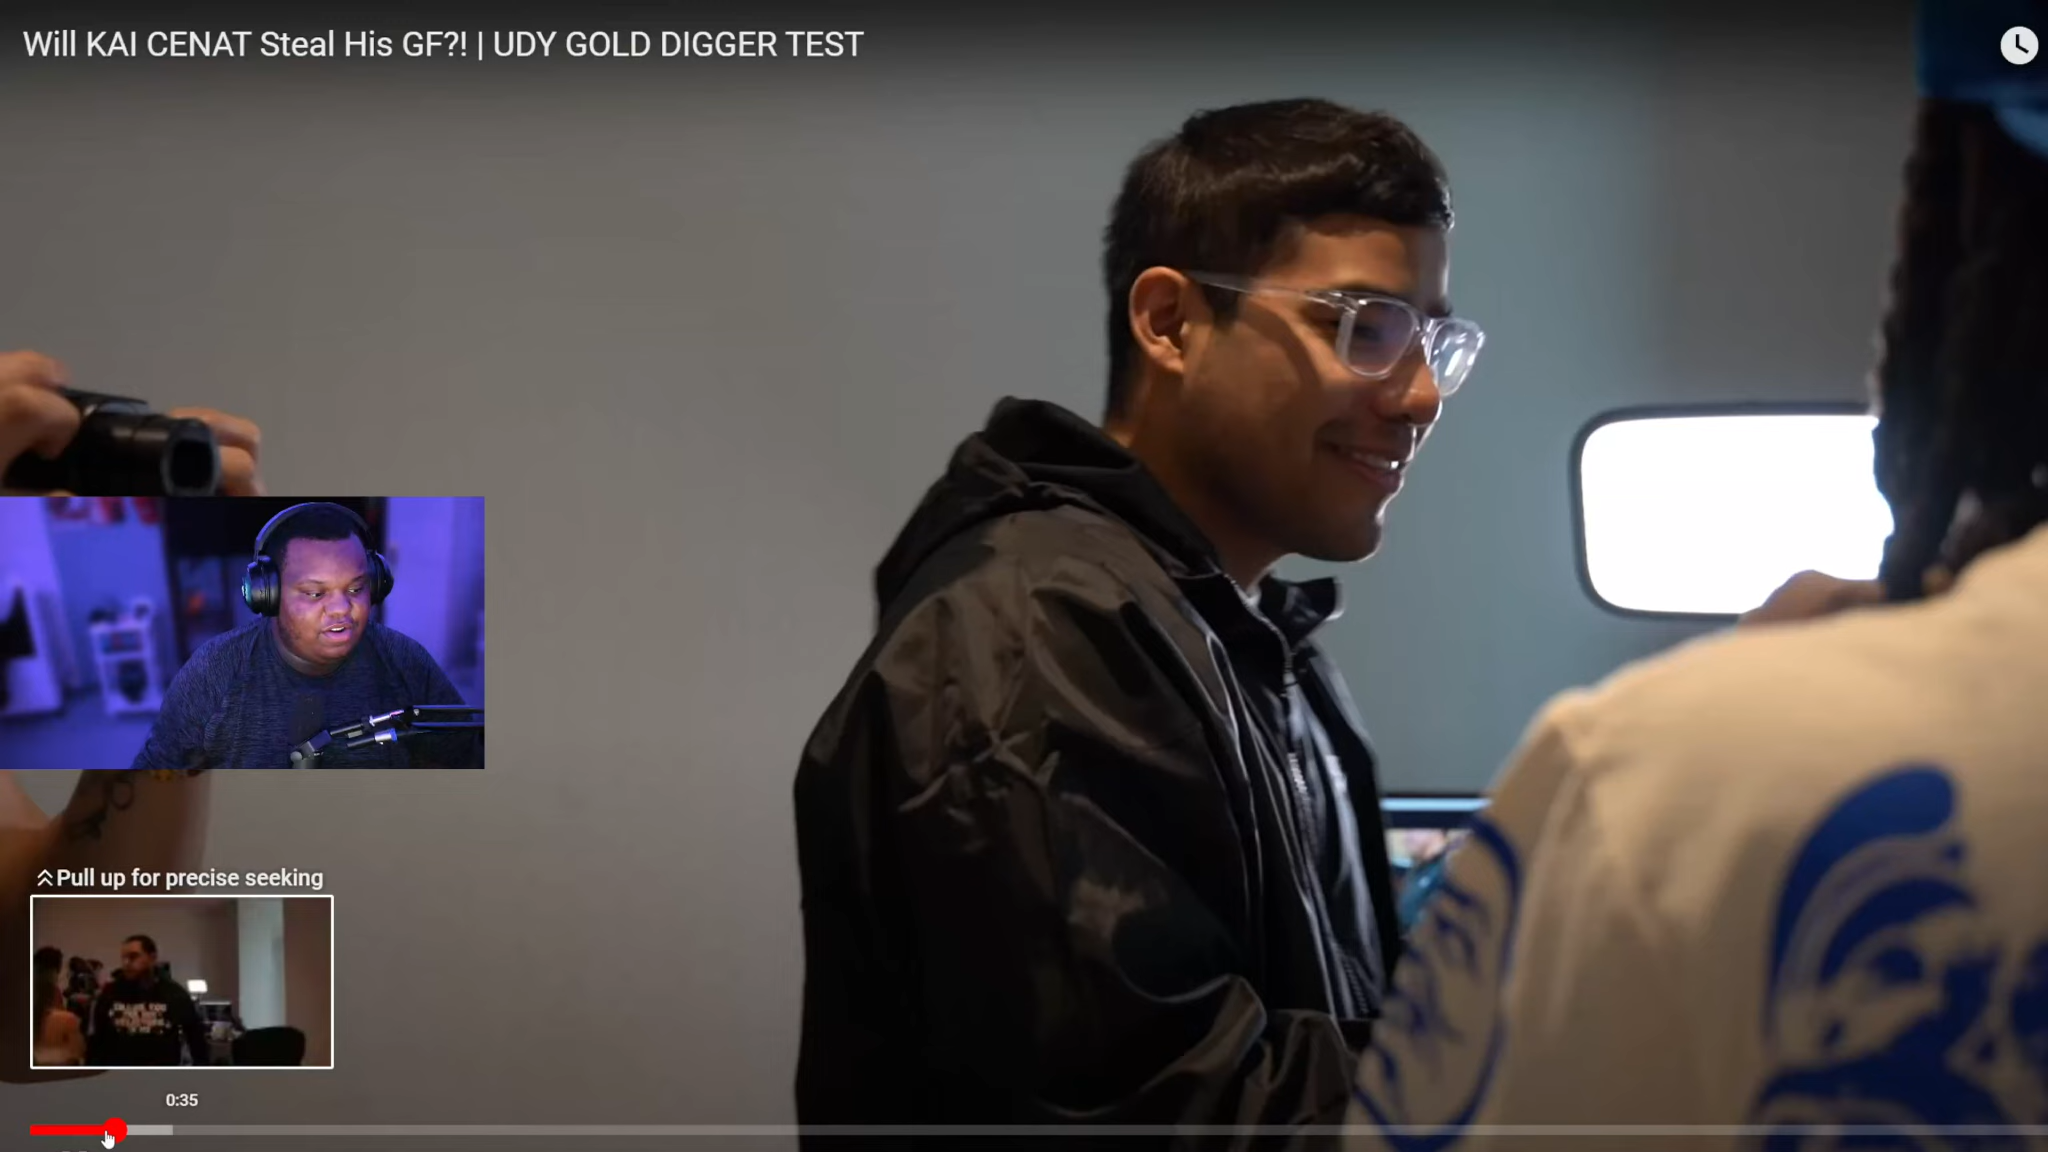 Will KAI CENAT Steal His GF?! | UDY GOLD DIGGER TEST
Pull up for precise seeking
0:35